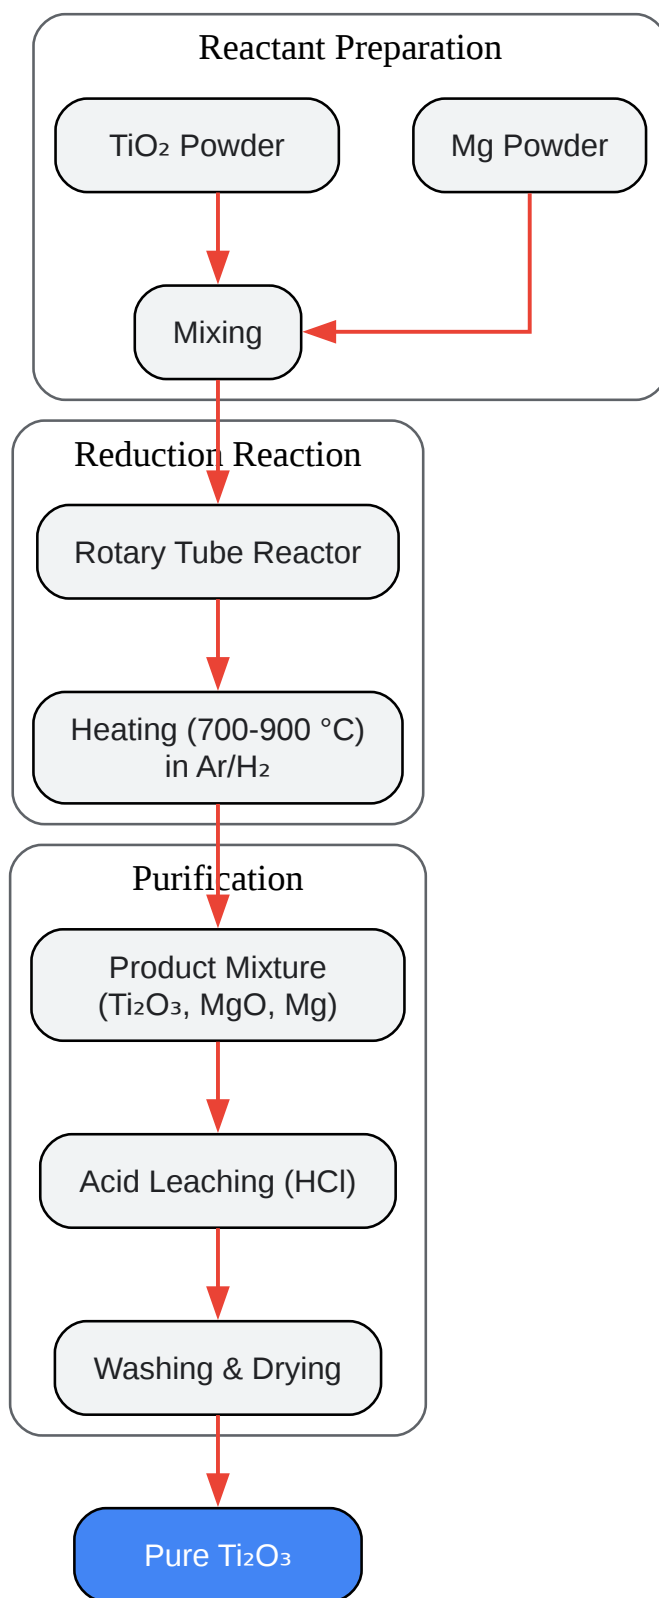 Reactant Preparation
TiO₂ Powder
Mg Powder
Mixing
Reduction Reaction
Rotary Tube Reactor
Heating (700-900 °C)
in Ar/H₂
Purification
Product Mixture
(Ti₂O₃, MgO, Mg)
Acid Leaching (HCl)
Washing & Drying
Pure Ti₂O₃